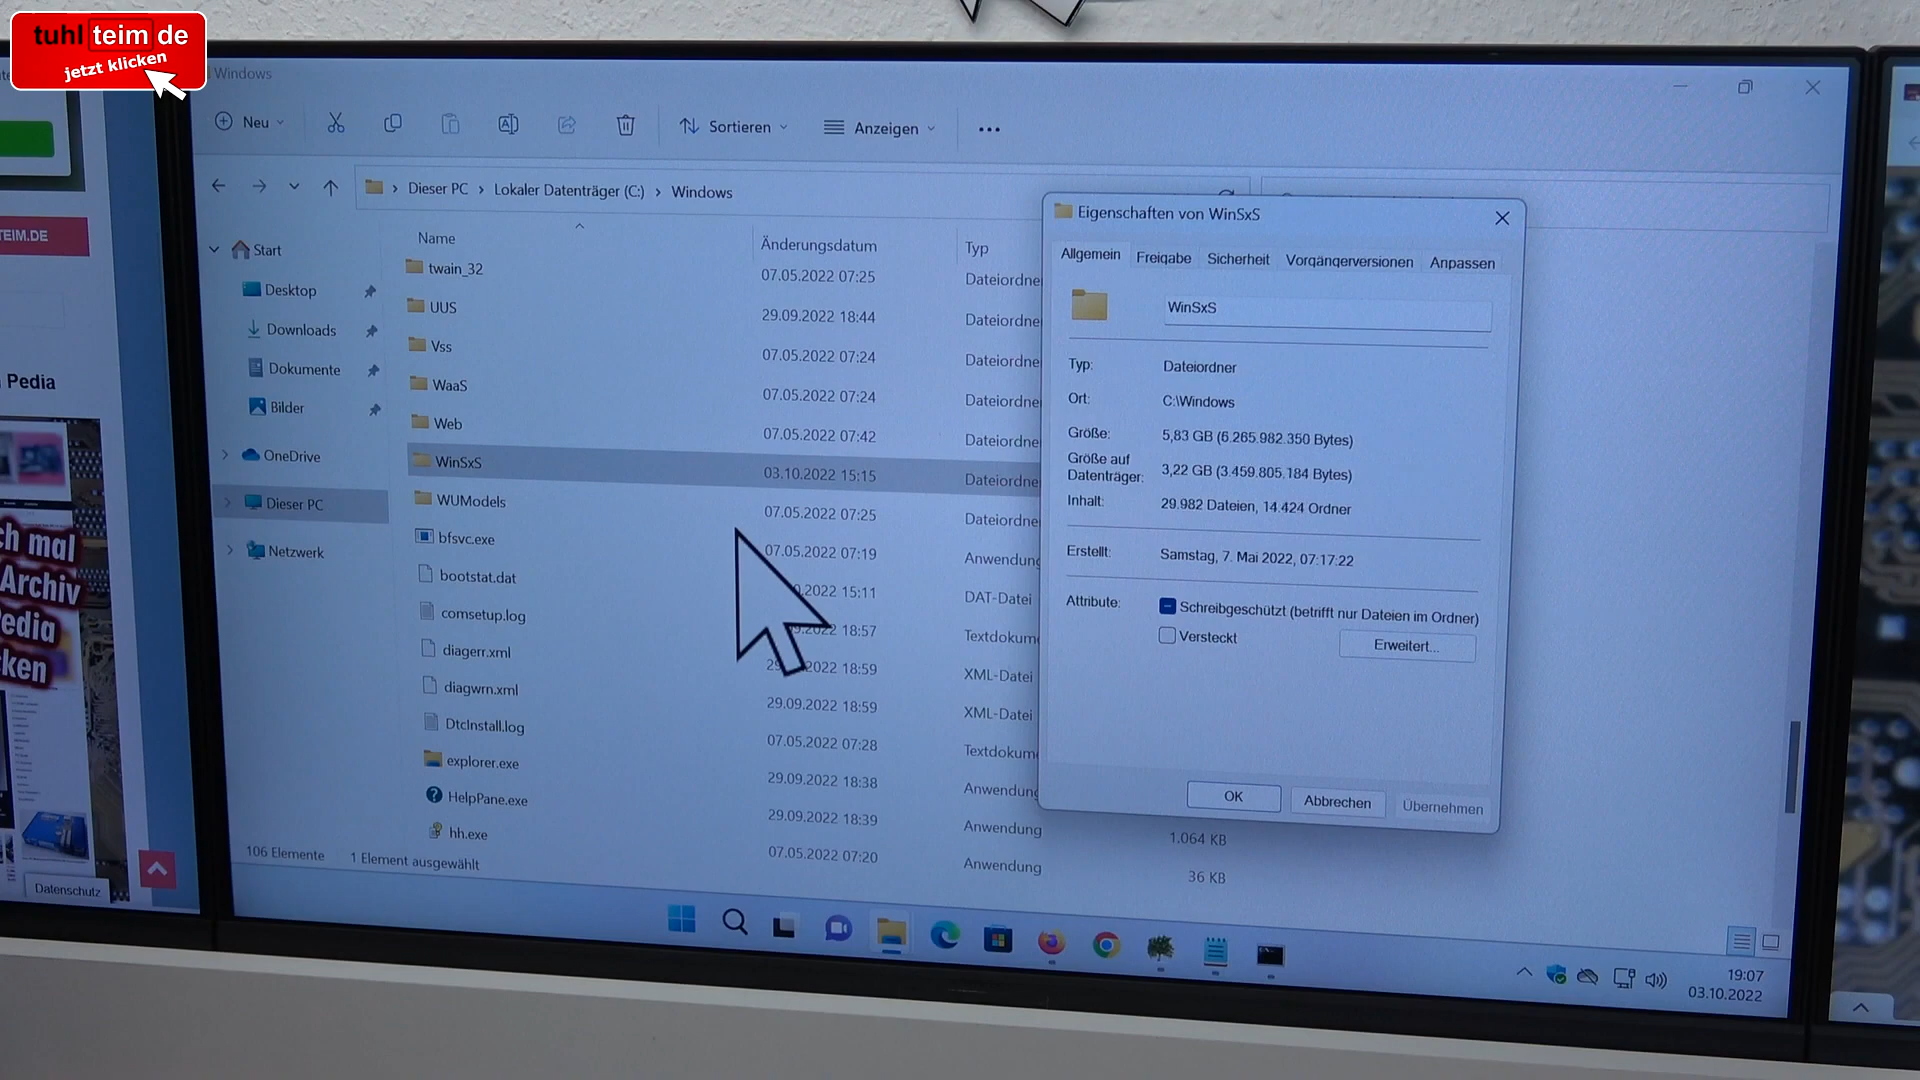 tuhl teim de
jetzt klicken
Windows
Neu
Sortieren
Anzeigen
Dieser PC > Lokaler Datenträger (C:) > Windows
TEIM.DE
Pedia
ch mal
Archiv
edia
cken
Datenschutz
Start
Desktop
Downloads
Dokumente
Bilder
OneDrive
Dieser PC
Netzwerk
Name Änderungsdatum Typ
twain_32 07.05.2022 07:25 Dateiordne
UUS 29.09.2022 18:44 Dateiordne
Vss 07.05.2022 07:24 Dateiordne
WaaS 07.05.2022 07:24 Dateiordne
Web 07.05.2022 07:42 Dateiordne
WinSxS 03.10.2022 15:15 Dateiordne
WUModels 07.05.2022 07:25 Dateiordne
bfsvc.exe 07.05.2022 07:19 Anwendung
bootstat.dat .2022 15:11 DAT-Datei
comsetup.log .2022 18:57 Textdokum
diagerr.xml 29. 2022 18:59 XML-Datei
diagwrn.xml 29.09.2022 18:59 XML-Datei
DtcInstall.log 07.05.2022 07:28 Textdokum
explorer.exe 29.09.2022 18:38 Anwendung
HelpPane.exe 29.09.2022 18:39 Anwendung 1.064 KB
hh.exe 07.05.2022 07:20 Anwendung 36 KB
106 Elemente 1 Element ausgewählt
Eigenschaften von WinSxS
Allgemein Freigabe Sicherheit Vorgängerversionen Anpassen
WinSxS
Typ: Dateiordner
Ort: C:\Windows
Größe: 5,83 GB (6.265.982.350 Bytes)
Größe auf
Datenträger: 3,22 GB (3.459.805.184 Bytes)
Inhalt: 29.982 Dateien, 14.424 Ordner
Erstellt: Samstag, 7. Mai 2022, 07:17:22
Attribute: Schreibgeschützt (betrifft nur Dateien im Ordner)
Versteckt Erweitert...
OK Abbrechen Übernehmen
19:07
03.10.2022